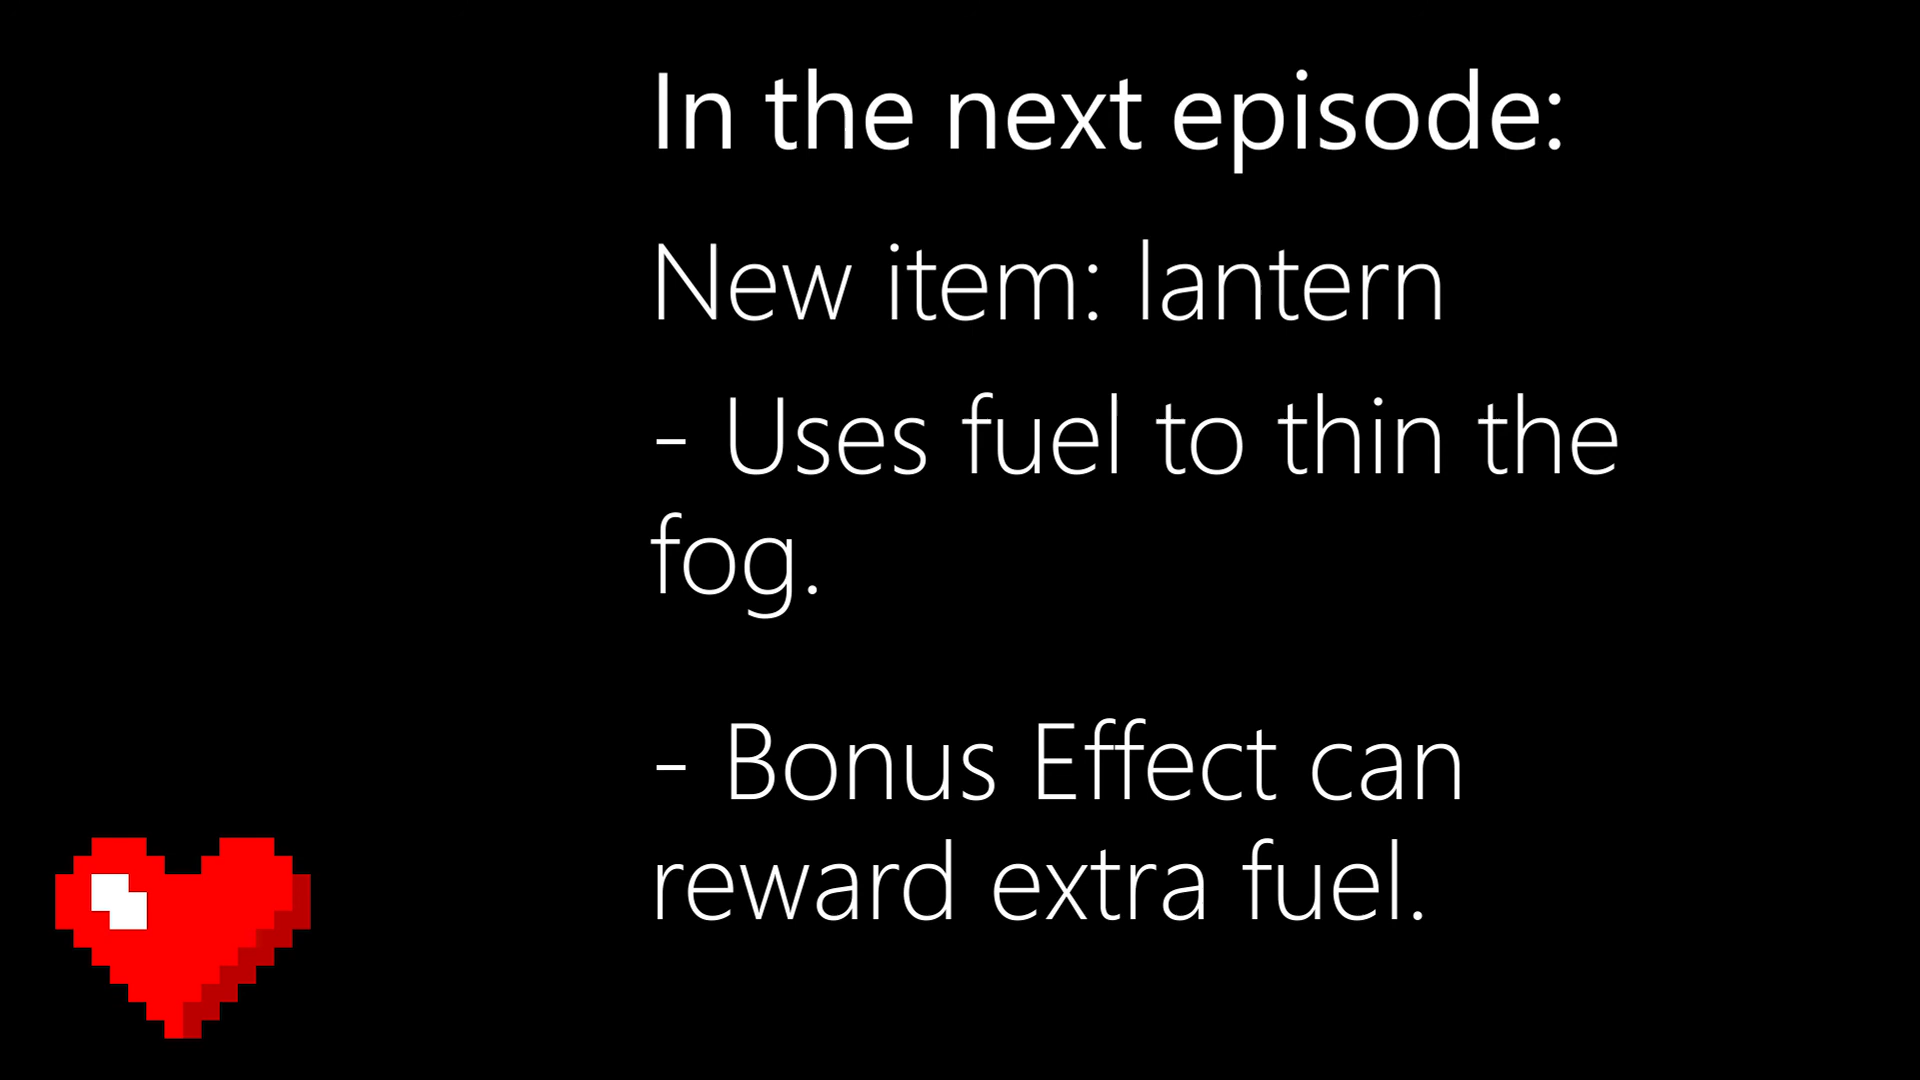 In the next episode:
New item: lantern
- Uses fuel to thin the
fog.
- Bonus Effect can
reward extra fuel.